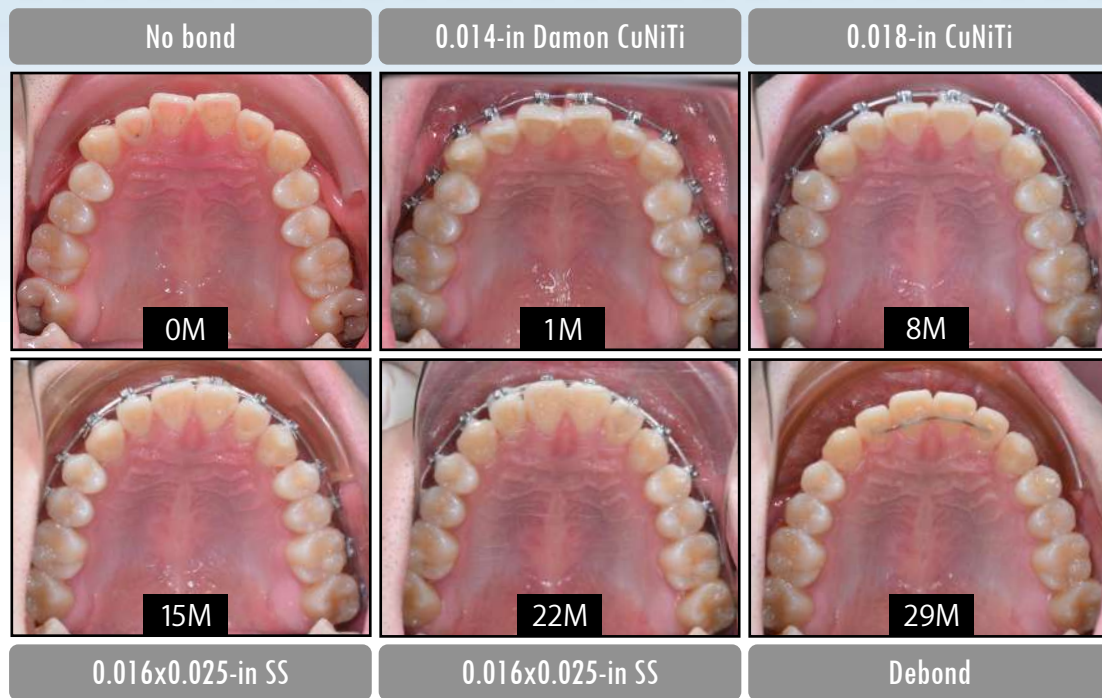 No bond
0.014-in Damon CuNiTi
0.018-in CuNiTi
0M
1M
8M
15M
22M
29M
0.016x0.025-in SS
0.016x0.025-in SS
Debond